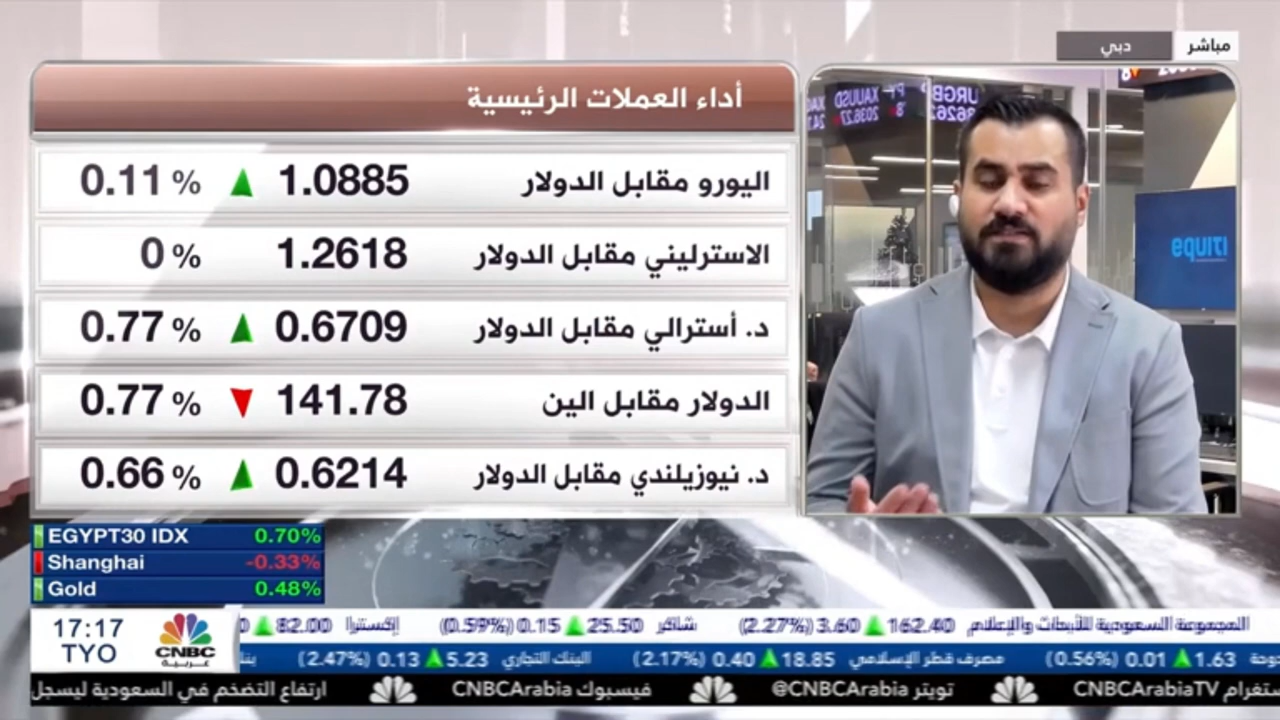 مباشر دبي
أداء العملات الرئيسية
اليورو مقابل الدولار 1.0885 ▲ 0.11 %
الاسترليني مقابل الدولار 1.2618 0 %
د. أسترالي مقابل الدولار 0.6709 ▲ 0.77 %
الدولار مقابل الين 141.78 ▼ 0.77 %
د. نيوزيلندي مقابل الدولار 0.6214 ▲ 0.66 %
XAUUSD
2036.27
equiti
EGYPT30 IDX 0.70%
Shanghai -0.33%
Gold 0.48%
17:17
TYO
CNBC
عربية
المجموعة السعودية للأبحاث والإعلام 162.40 ▲ 3.60 (2.27%) شاكر 25.50 ▲ 0.15 (0.59%) إكسترا 82.00 ▲
1.63 ▲ 0.01 (0.56%) مصرف قطر الإسلامي 18.85 ▲ 0.40 (2.17%) البنك التجاري 5.23 ▲ 0.13 (2.47%)
CNBCArabiaTV تويتر @CNBCArabia فيسبوك CNBCArabia ارتفاع التضخم في السعودية ليسجل